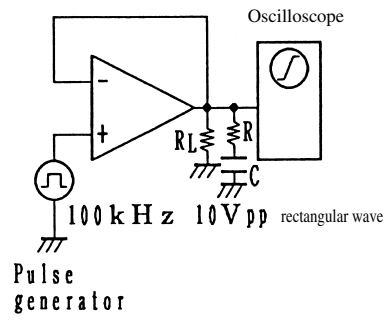 Oscilloscope
−
+
RL
R
C
100kHz 10Vpp rectangular wave
Pulse
generator